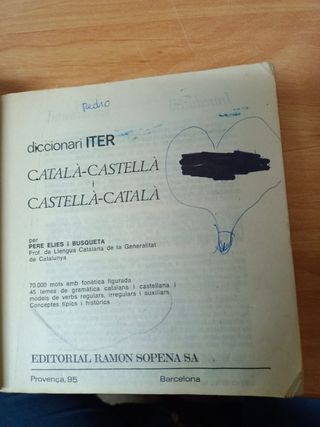 Pedro
diccionari ITER
CATALÀ-CASTELLÀ
i
CASTELLÀ-CATALÀ
per
PERE ELIES i BUSQUETA
Prof. de Llengua Catalana de la Generalitat
de Catalunya
70.000 mots amb fonètica figurada
45 temes de gramàtica catalana i castellana i
models de verbs regulars, irregulars i auxiliars
Conceptes típics i històrics
EDITORIAL RAMON SOPENA SA
Provença, 95 Barcelona